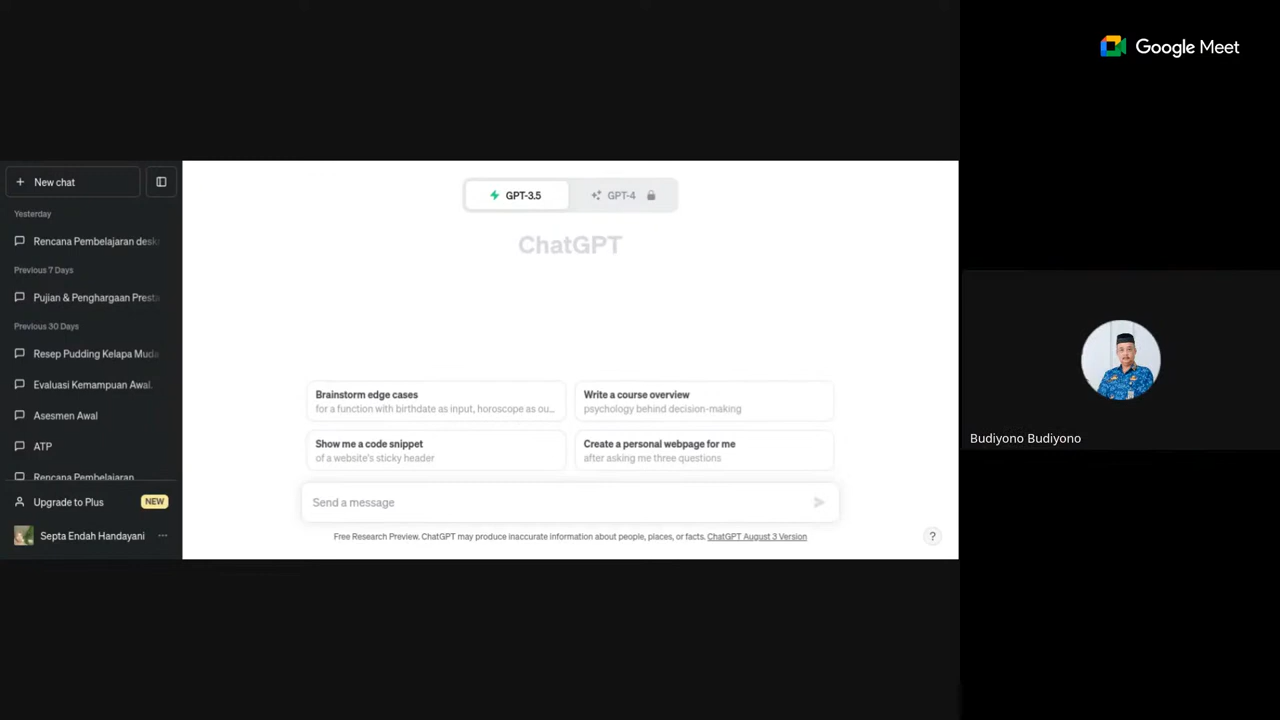 Google Meet
New chat
Yesterday
Rencana Pembelajaran desk
Previous 7 Days
Pujian & Penghargaan Presta
Previous 30 Days
Resep Pudding Kelapa Muda
Evaluasi Kemampuan Awal.
Asesmen Awal
ATP
Rencana Pembelajaran
Upgrade to Plus NEW
Septa Endah Handayani
GPT-3.5 GPT-4
ChatGPT
Brainstorm edge cases
for a function with birthdate as input, horoscope as ou...
Write a course overview
psychology behind decision-making
Show me a code snippet
of a website's sticky header
Create a personal webpage for me
after asking me three questions
Send a message
Free Research Preview. ChatGPT may produce inaccurate information about people, places, or facts. ChatGPT August 3 Version
?
Budiyono Budiyono